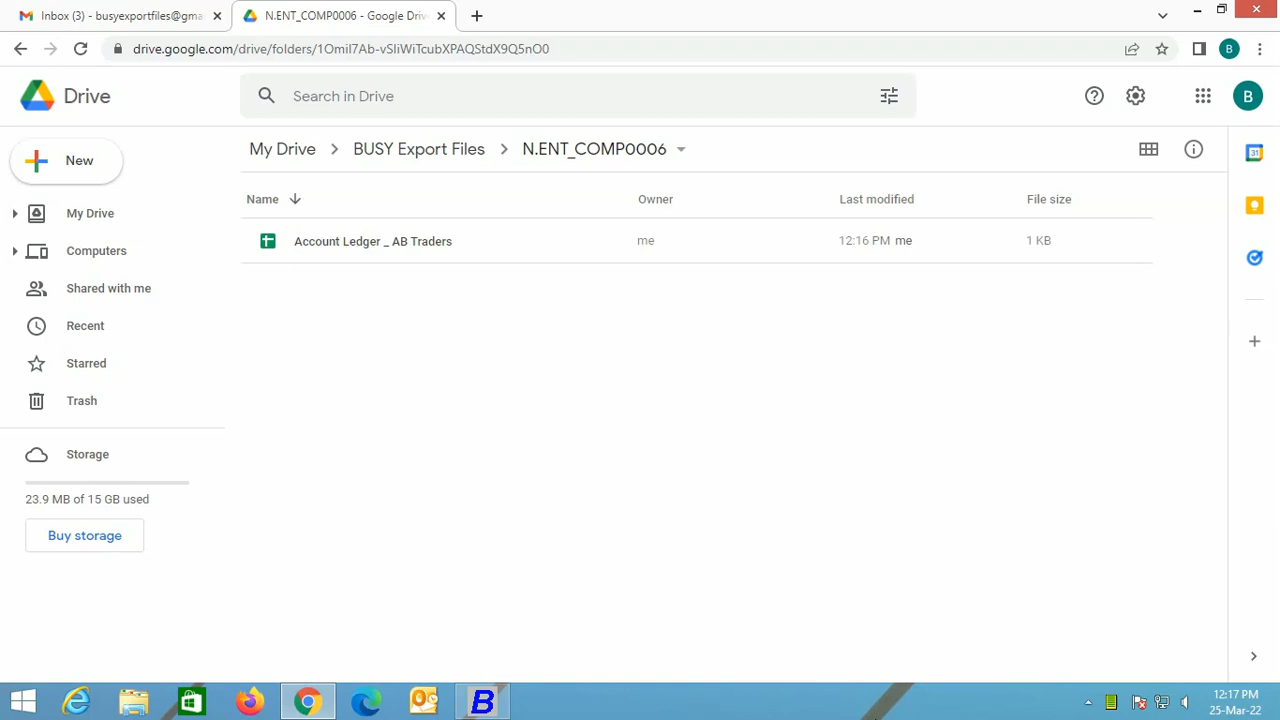 Inbox (3) - busyexportfiles@gma
N.ENT_COMP0006 - Google Driv
drive.google.com/drive/folders/1Omil7Ab-vSIiWiTcubXPAQStdX9Q5nO0
B
Drive
Search in Drive
B
New
My Drive
BUSY Export Files
N.ENT_COMP0006
Name
Owner
Last modified
File size
Account Ledger _ AB Traders
me
12:16 PM me
1 KB
My Drive
Computers
Shared with me
Recent
Starred
Trash
Storage
23.9 MB of 15 GB used
Buy storage
31
B
12:17 PM
25-Mar-22